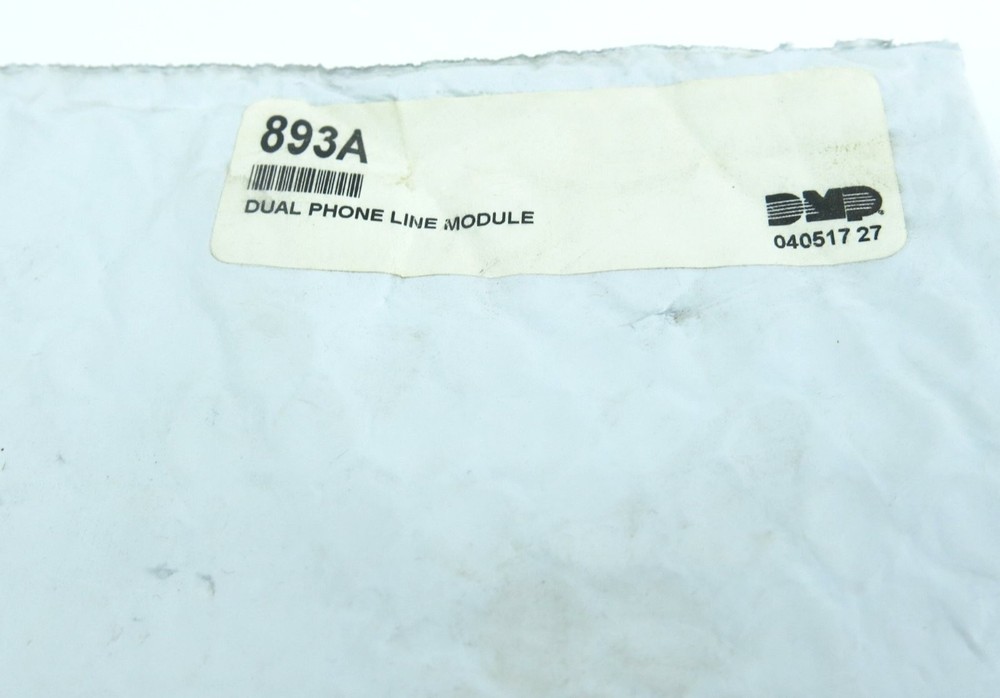 893A
DUAL PHONE LINE MODULE
DMP
040517 27